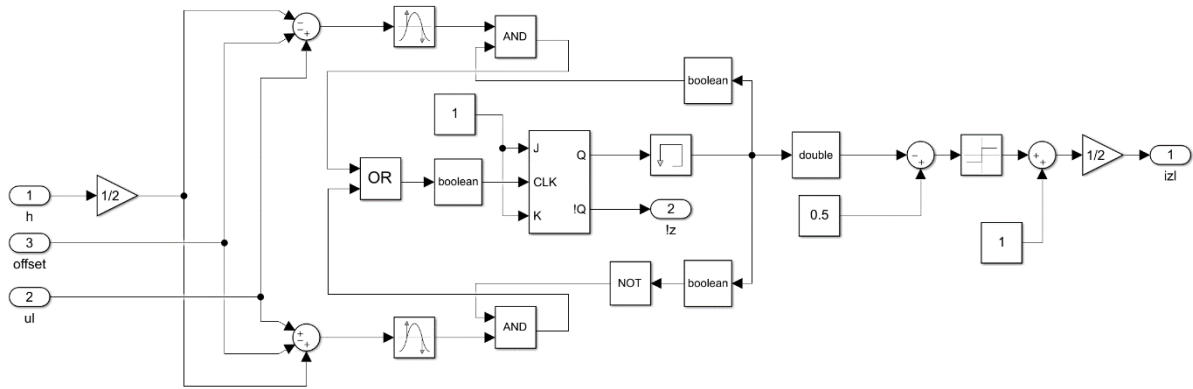 AND
boolean
1
J
Q
CLK
K
!Q
OR
boolean
1
h
1/2
3
offset
2
ul
2
!z
double
0.5
1
1/2
1
izl
NOT
boolean
AND